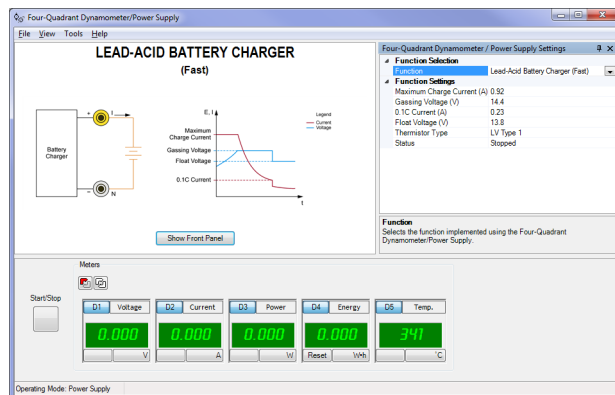 Four-Quadrant Dynamometer/Power Supply
File View Tools Help
LEAD-ACID BATTERY CHARGER
(Fast)
Battery
Charger
+
I
−
N
E, I
Maximum
Charge Current
Gassing Voltage
Float Voltage
0.1C Current
t
Legend
Current
Voltage
Show Front Panel
Four-Quadrant Dynamometer / Power Supply Settings
Function Selection
Function Lead-Acid Battery Charger (Fast)
Function Settings
Maximum Charge Current (A) 0.92
Gassing Voltage (V) 14.4
0.1C Current (A) 0.23
Float Voltage (V) 13.8
Thermistor Type LV Type 1
Status Stopped
Function
Selects the function implemented using the Four-Quadrant
Dynamometer/Power Supply.
Meters
Start/Stop
D1 Voltage D2 Current D3 Power D4 Energy D5 Temp.
0.000 0.000 0.000 0.000 341
V A W Reset W•h °C
Operating Mode: Power Supply